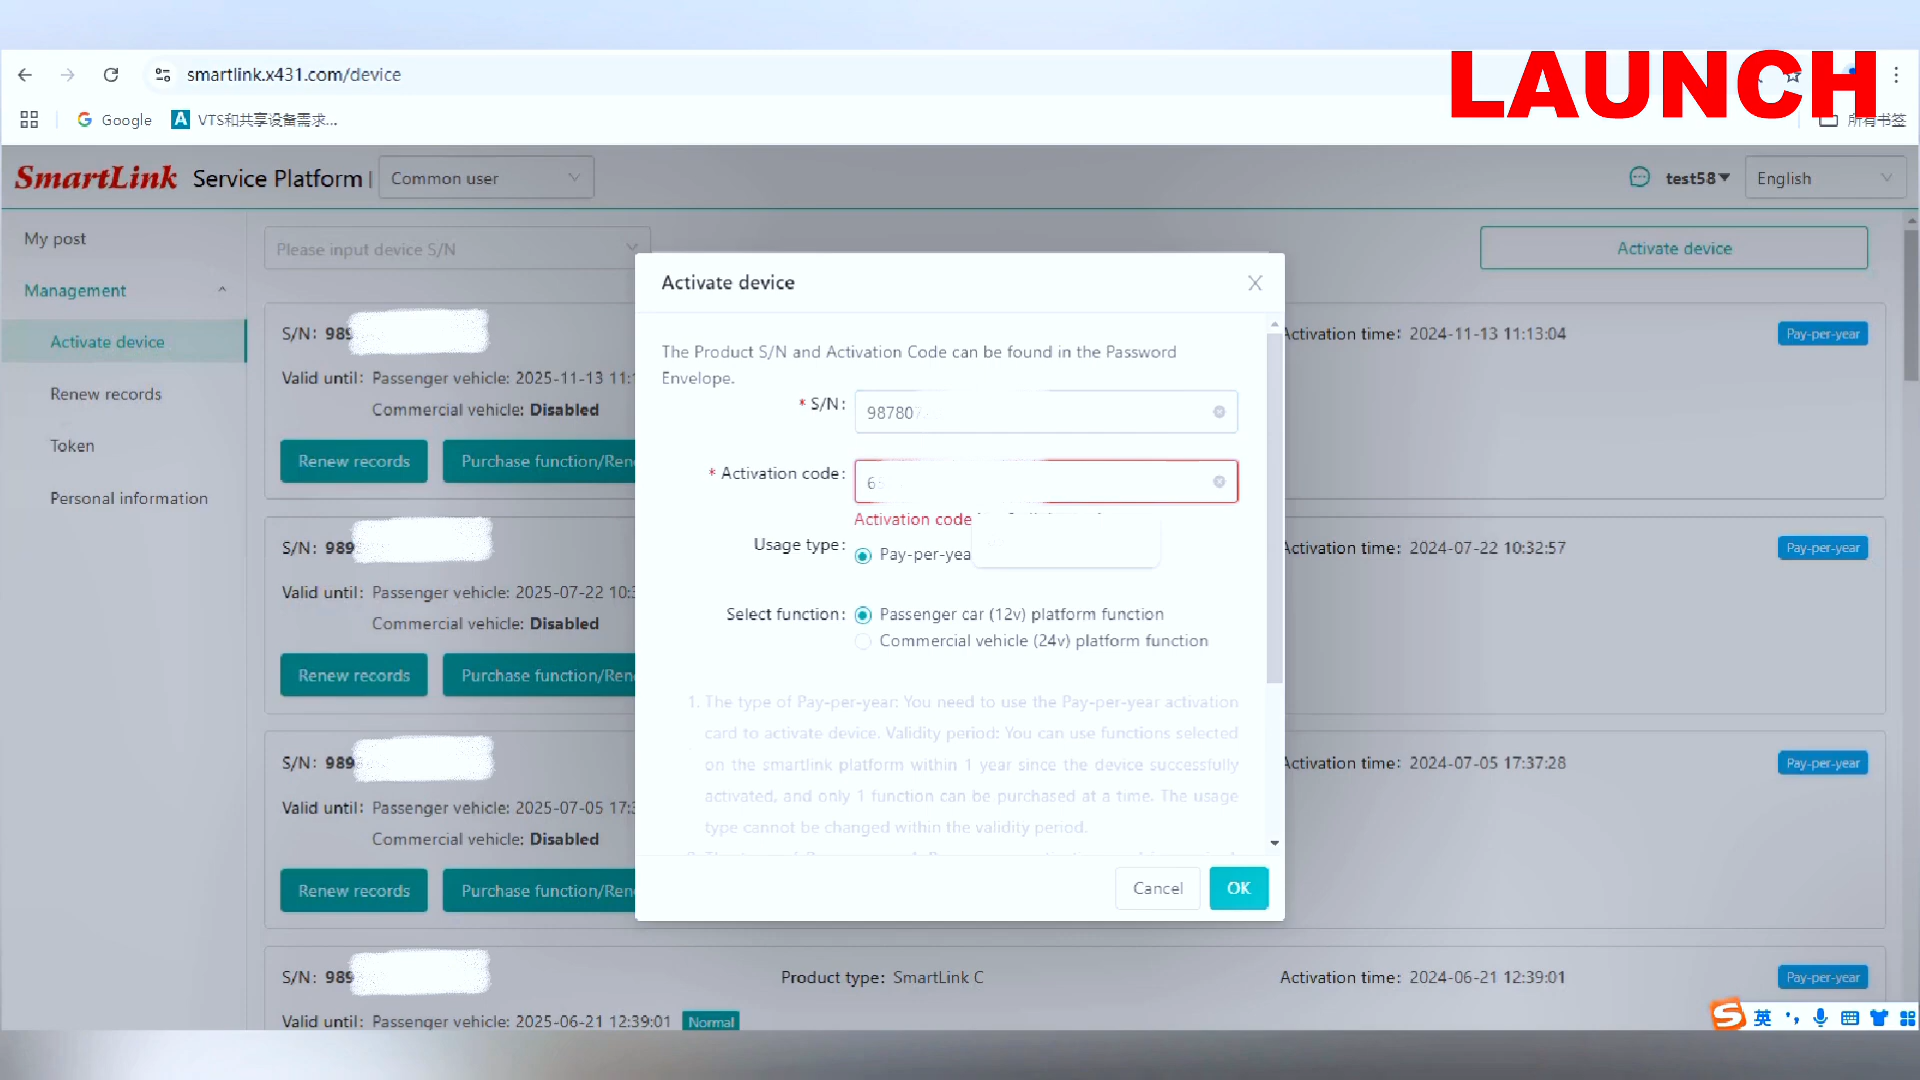 LAUNCH
smartlink.x431.com/device
Google
VTS和共享设备需求...
所有书签
SmartLink Service Platform |
Common user
test58
English
My post
Management
Activate device
Renew records
Token
Personal information
Please input device S/N
Activate device
S/N: 989
Activation time: 2024-11-13 11:13:04
Pay-per-year
Valid until: Passenger vehicle: 2025-11-13 11:1
Commercial vehicle: Disabled
Renew records
Purchase function/Ren
S/N: 989
Activation time: 2024-07-22 10:32:57
Pay-per-year
Valid until: Passenger vehicle: 2025-07-22 10:3
Commercial vehicle: Disabled
Renew records
Purchase function/Ren
S/N: 989
Activation time: 2024-07-05 17:37:28
Pay-per-year
Valid until: Passenger vehicle: 2025-07-05 17:3
Commercial vehicle: Disabled
Renew records
Purchase function/Ren
S/N: 989
Product type: SmartLink C
Activation time: 2024-06-21 12:39:01
Pay-per-year
Valid until: Passenger vehicle: 2025-06-21 12:39:01 Normal
Activate device
The Product S/N and Activation Code can be found in the Password
Envelope.
* S/N:
98780
* Activation code:
6
Activation code
Usage type:
Pay-per-yea
Select function:
Passenger car (12v) platform function
Commercial vehicle (24v) platform function
1. The type of Pay-per-year: You need to use the Pay-per-year activation
card to activate device. Validity period: You can use functions selected
on the smartlink platform within 1 year since the device successfully
activated, and only 1 function can be purchased at a time. The usage
type cannot be changed within the validity period.
Cancel
OK
英